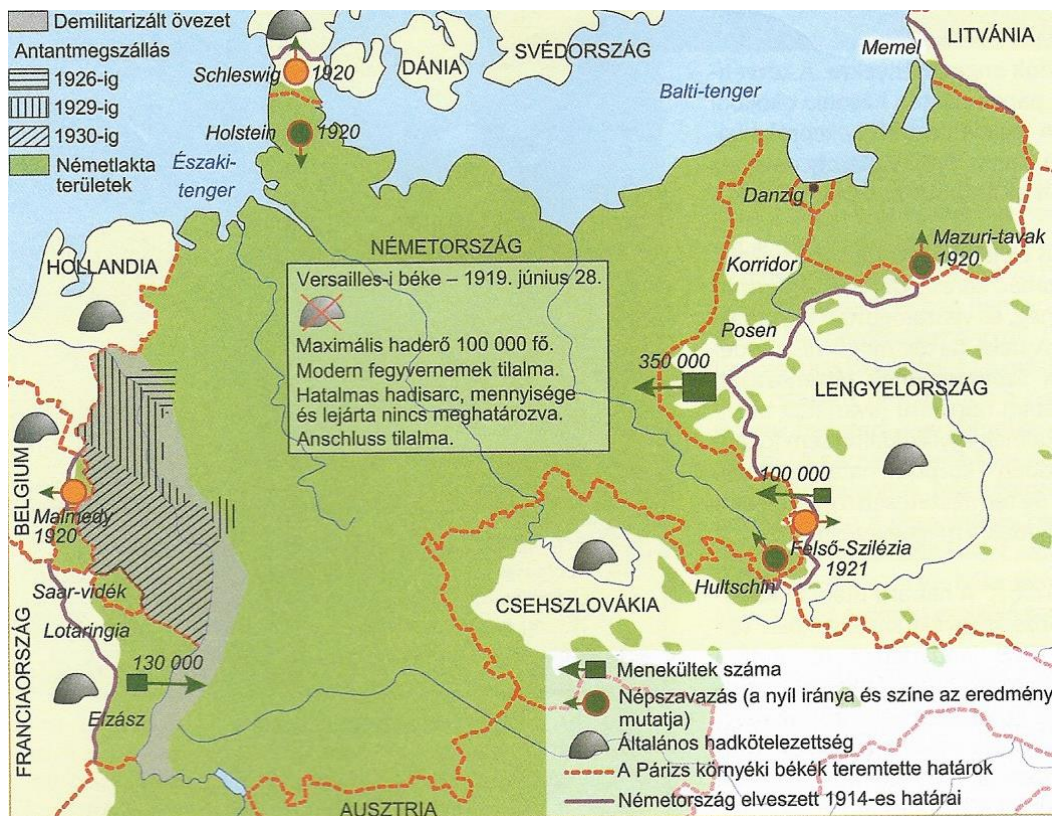 Demilitarizált övezet
Antantmegszállás
1926-ig
1929-ig
1930-ig
Németlakta
területek
Schleswig
1920
DÁNIA
SVÉDORSZÁG
Balti-tenger
Memel
LITVÁNIA
Holstein
1920
Északi-
tenger
Danzig
NÉMETORSZÁG
HOLLANDIA
Mazuri-tavak
1920
Korridor
Posen
Versailles-i béke – 1919. június 28.
Maximális haderő 100 000 fő.
Modern fegyvernemek tilalma.
Hatalmas hadisarc, mennyisége
és lejárta nincs meghatározva.
Anschluss tilalma.
350 000
LENGYELORSZÁG
BELGIUM
100 000
Malmedy
1920
Felső-Szilézia
1921
Hultschin
Saar-vidék
CSEHSZLOVÁKIA
Lotaringia
FRANCIAORSZÁG
130 000
Elzász
AUSZTRIA
Menekültek száma
Népszavazás (a nyíl iránya és színe az eredmény
mutatja)
Általános hadkötelezettség
A Párizs környéki békék teremtette határok
Németország elveszett 1914-es határai